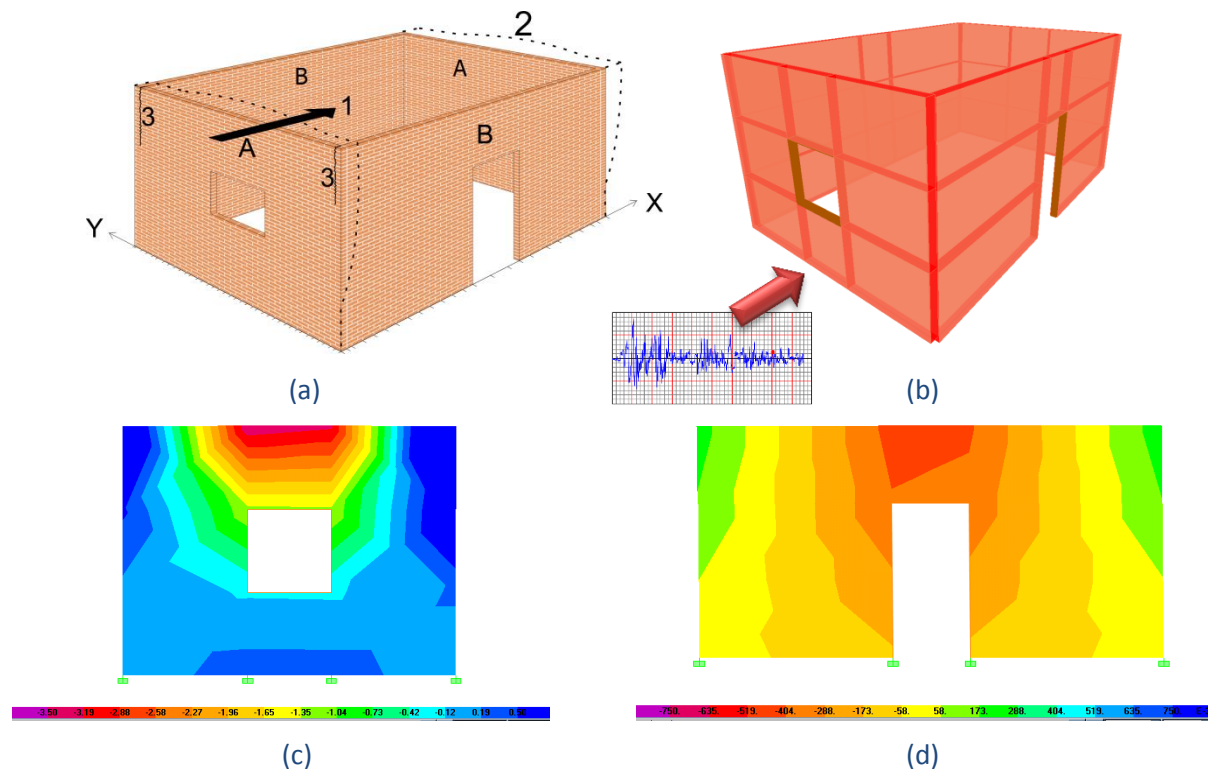 2
B
A
3
1
A
3
B
Y
X
(a)
(b)
-3.50 -3.19 -2.88 -2.58 -2.27 -1.96 -1.65 -1.35 -1.04 -0.73 -0.42 -0.12 0.19 0.50
-750. -635. -519. -404. -288. -173. -58. 58. 173. 288. 404. 519. 635. 750.
(c)
(d)